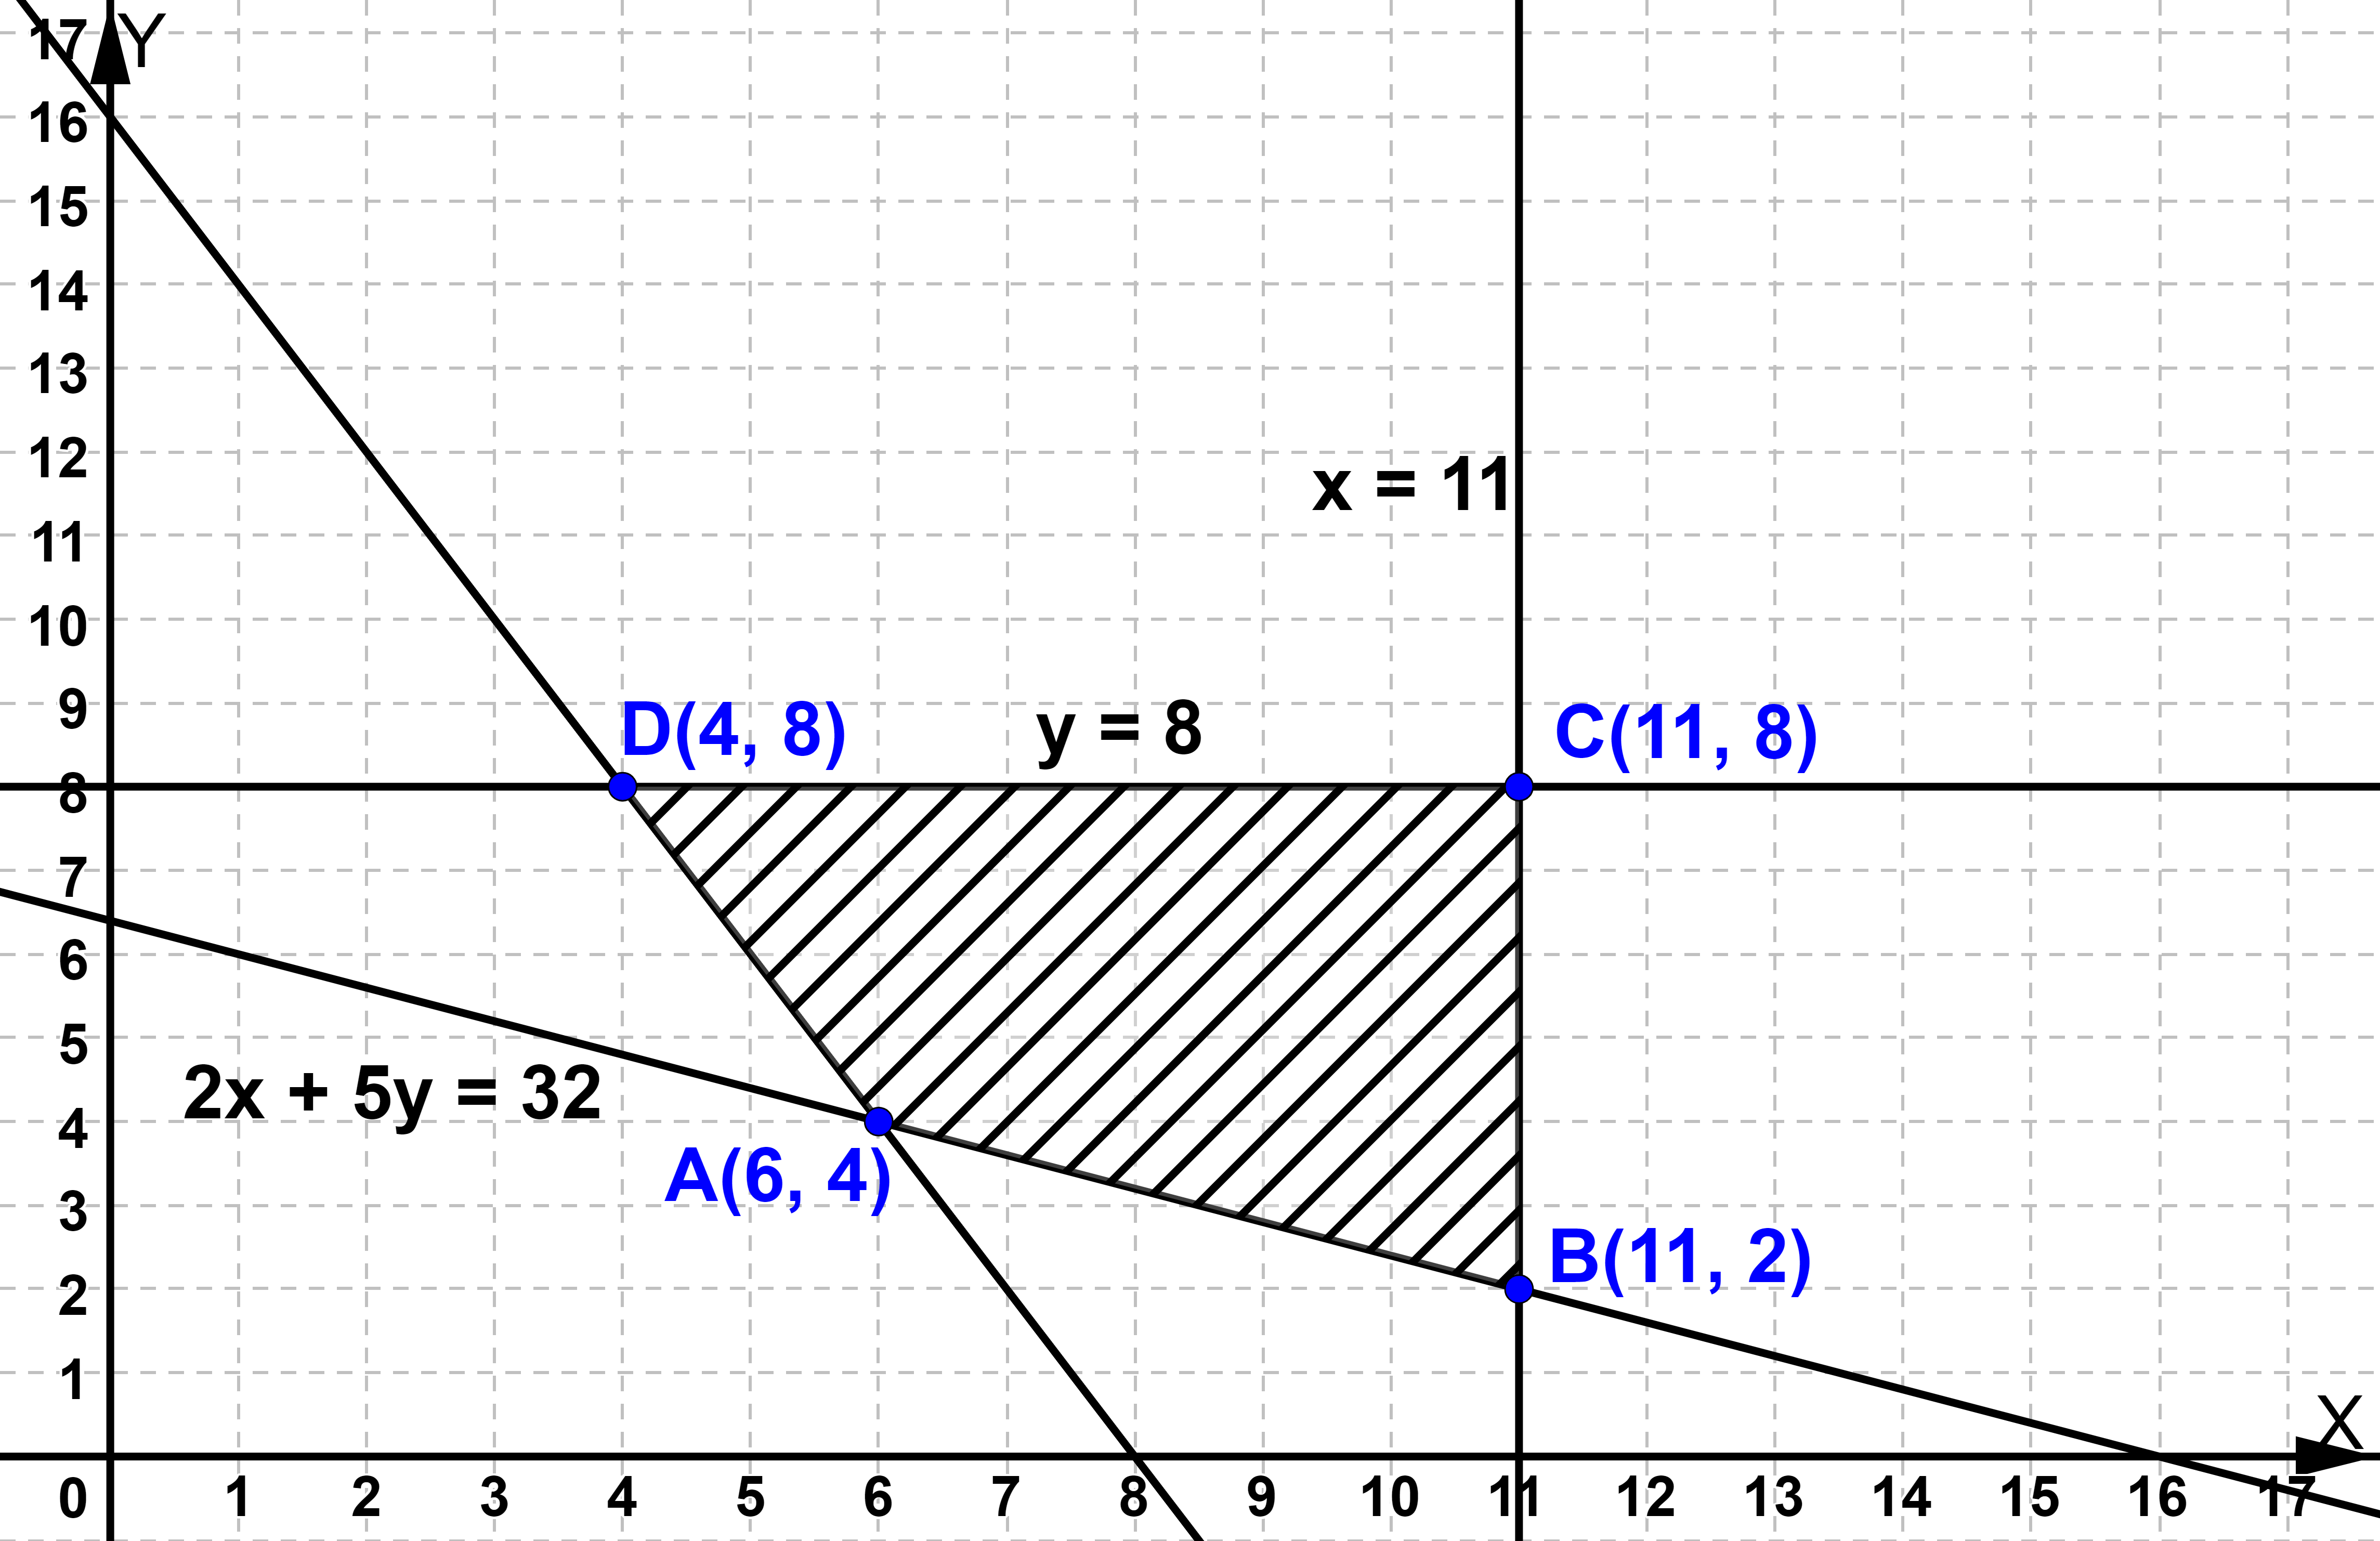 17
Y
16
15
14
13
12
x = 11
11
10
9
D(4, 8)
y = 8
C(11, 8)
8
7
6
5
2x + 5y = 32
4
A(6, 4)
3
B(11, 2)
2
1
X
0 1 2 3 4 5 6 7 8 9 10 11 12 13 14 15 16 17